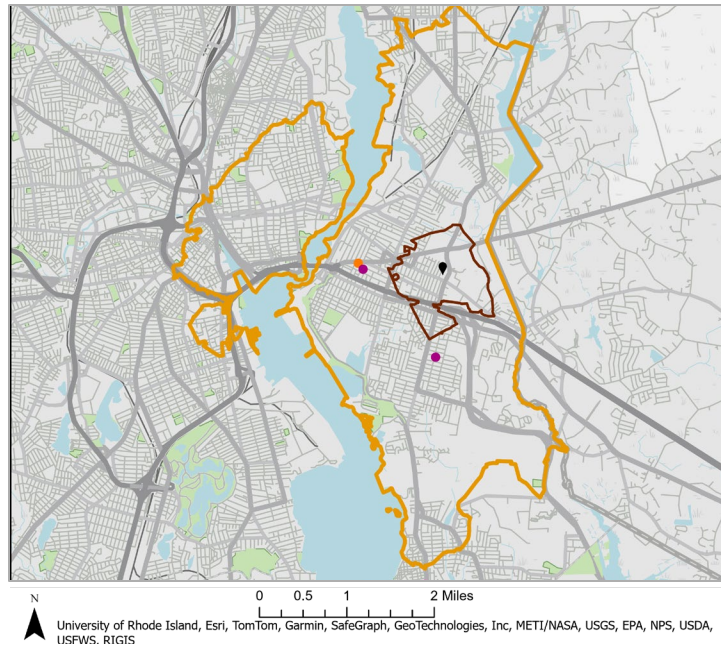 N
0 0.5 1 2 Miles
University of Rhode Island, Esri, TomTom, Garmin, SafeGraph, GeoTechnologies, Inc, METI/NASA, USGS, EPA, NPS, USDA,
USFWS, RIGIS